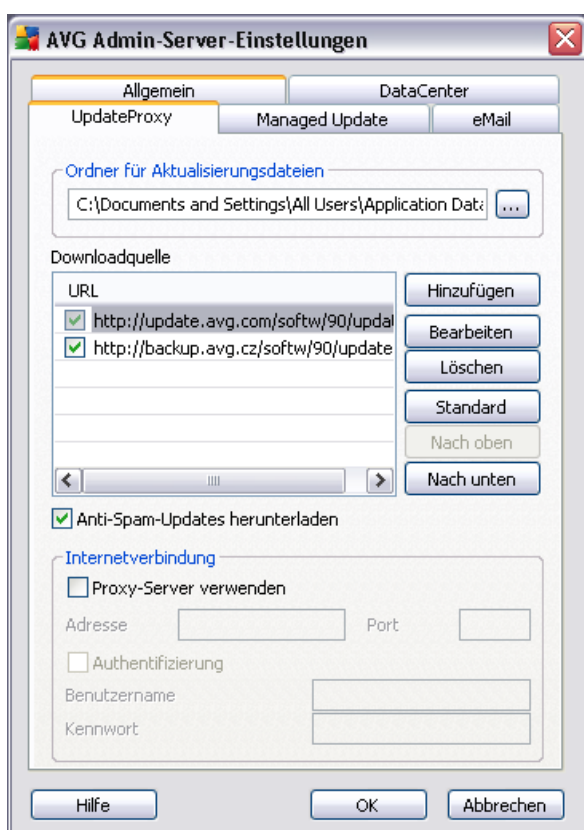 AVG Admin-Server-Einstellungen
Allgemein
DataCenter
UpdateProxy
Managed Update
eMail
Ordner für Aktualisierungsdateien
C:\Documents and Settings\All Users\Application Data
...
Downloadquelle
URL
http://update.avg.com/softw/90/updat
http://backup.avg.cz/softw/90/update
Hinzufügen
Bearbeiten
Löschen
Standard
Nach oben
Nach unten
Anti-Spam-Updates herunterladen
Internetverbindung
Proxy-Server verwenden
Adresse
Port
Authentifizierung
Benutzername
Kennwort
Hilfe
OK
Abbrechen